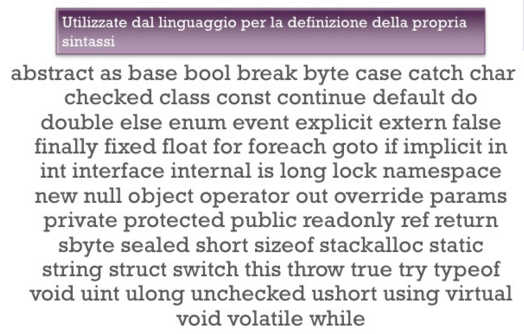 Utilizzate dal linguaggio per la definizione della propria
sintassi
abstract as base bool break byte case catch char
checked class const continue default do
double else enum event explicit extern false
finally fixed float for foreach goto if implicit in
int interface internal is long lock namespace
new null object operator out override params
private protected public readonly ref return
sbyte sealed short sizeof stackalloc static
string struct switch this throw true try typeof
void uint ulong unchecked ushort using virtual
void volatile while